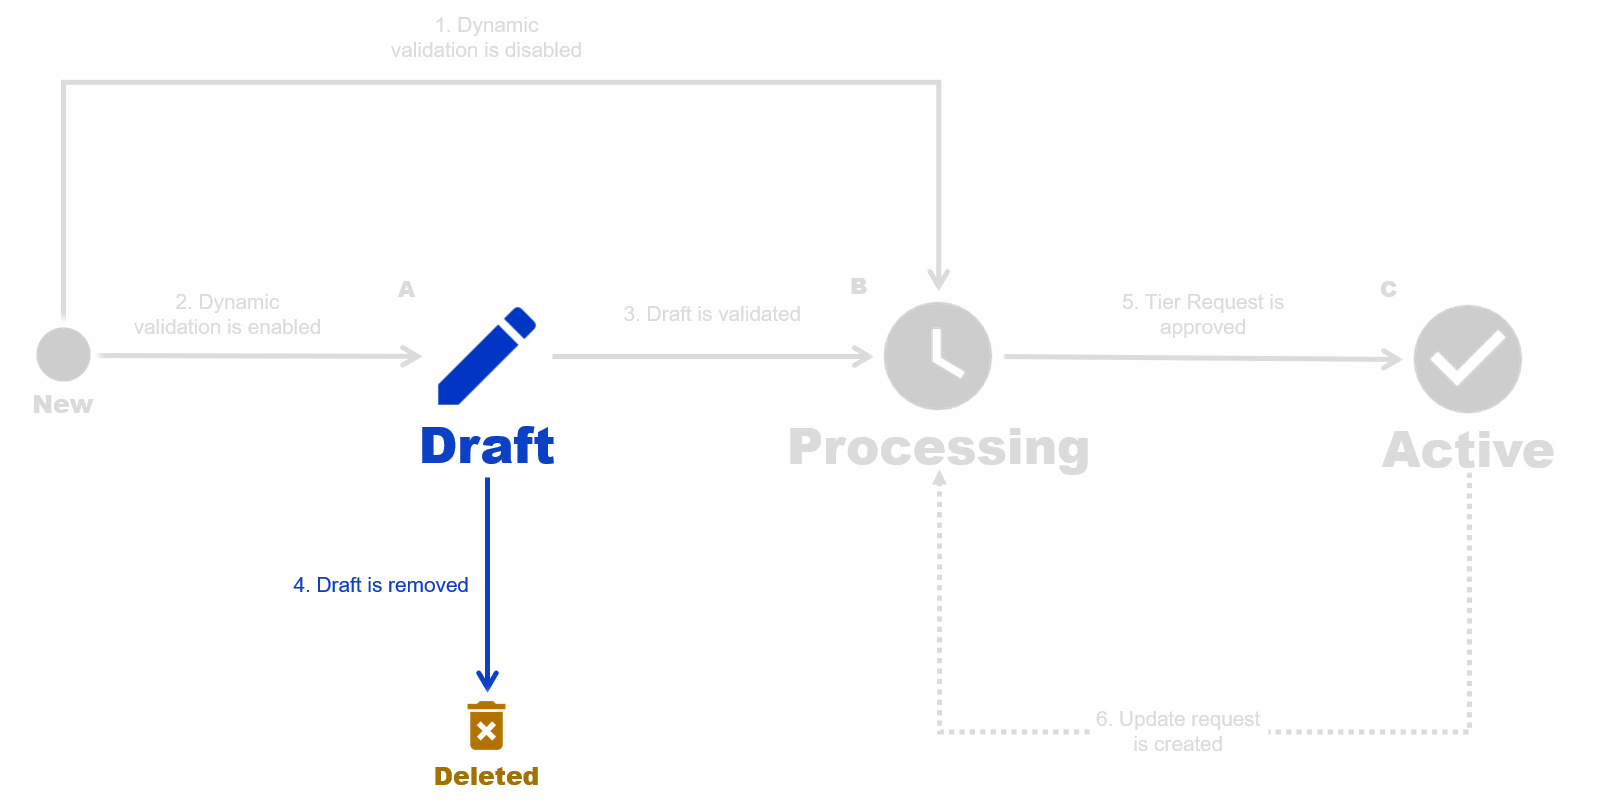 1. Dynamic
validation is disabled
A
B
C
2. Dynamic
validation is enabled
3. Draft is validated
5. Tier Request is
approved
New
Draft
Processing
Active
4. Draft is removed
6. Update request
is created
Deleted